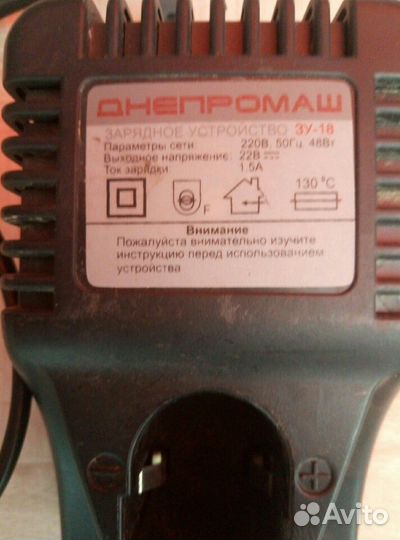 ДНЕПРОМАШ
ЗАРЯДНОЕ УСТРОЙСТВО ЗУ-18
Параметры сети: 220В, 50Гц, 48Вт
Выходное напряжение: 22В
Ток зарядки: 1.5А
F
130 °C
Внимание
Пожалуйста внимательно изучите
инструкцию перед использованием
устройства
− +
Avito